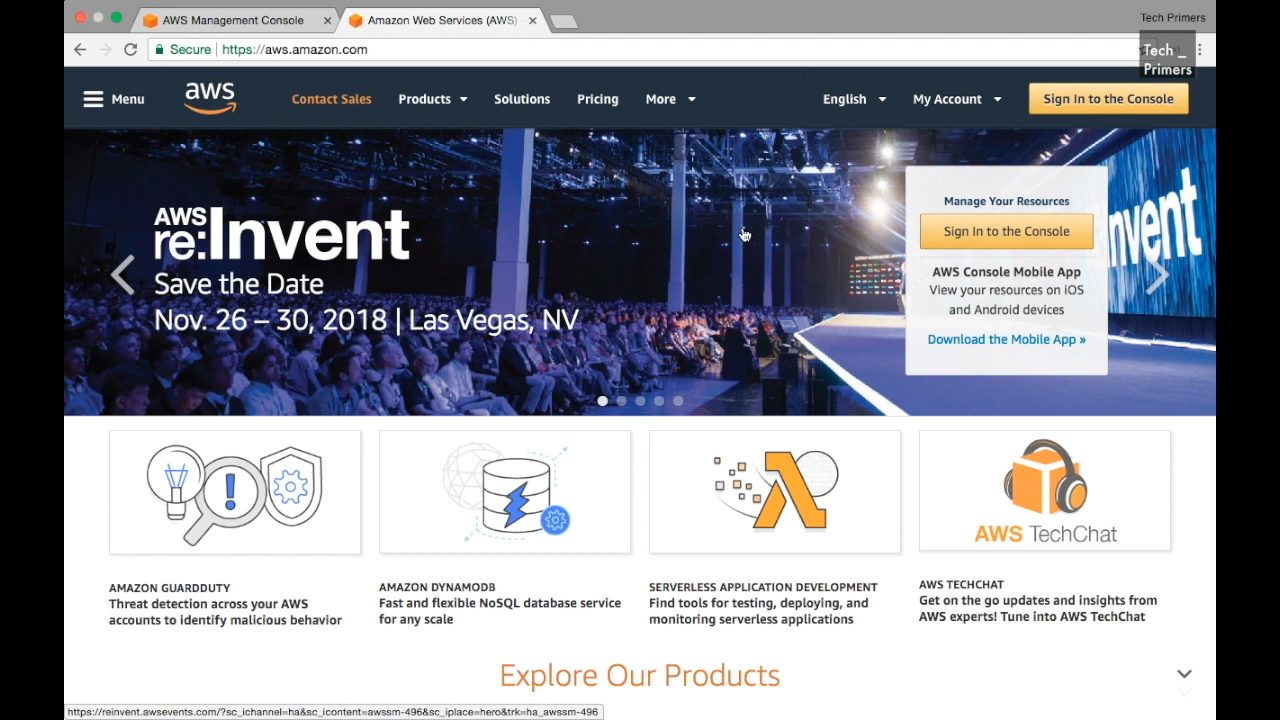 AWS Management Console
Amazon Web Services (AWS)
Tech Primers
Secure
https://aws.amazon.com
Tech _
Primers
Menu
aws
Contact Sales
Products
Solutions
Pricing
More
English
My Account
Sign In to the Console
AWS
re:Invent
Save the Date
Nov. 26 – 30, 2018 | Las Vegas, NV
Manage Your Resources
Sign In to the Console
AWS Console Mobile App
View your resources on iOS
and Android devices
Download the Mobile App »
nvent
AWS TechChat
AMAZON GUARDDUTY
Threat detection across your AWS
accounts to identify malicious behavior
AMAZON DYNAMODB
Fast and flexible NoSQL database service
for any scale
SERVERLESS APPLICATION DEVELOPMENT
Find tools for testing, deploying, and
monitoring serverless applications
AWS TECHCHAT
Get on the go updates and insights from
AWS experts! Tune into AWS TechChat
Explore Our Products
https://reinvent.awsevents.com/?sc_ichannel=ha&sc_icontent=awssm-496&sc_iplace=hero&trk=ha_awssm-496